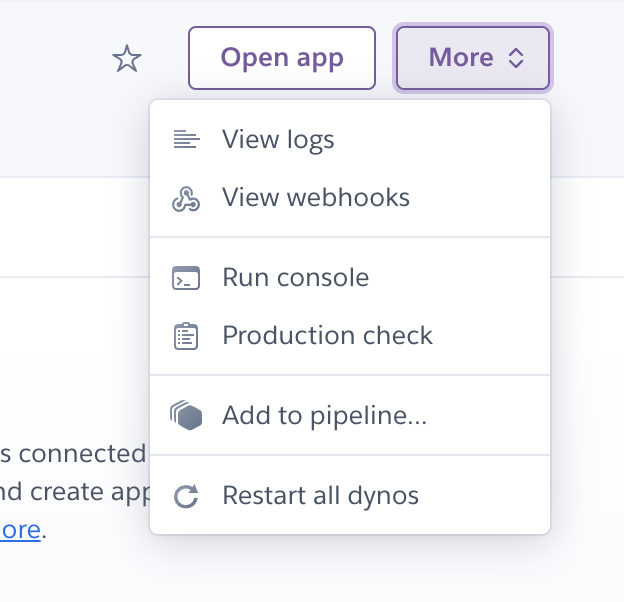 Open app
More
View logs
View webhooks
Run console
Production check
Add to pipeline...
s connected
nd create app
ore.
Restart all dynos